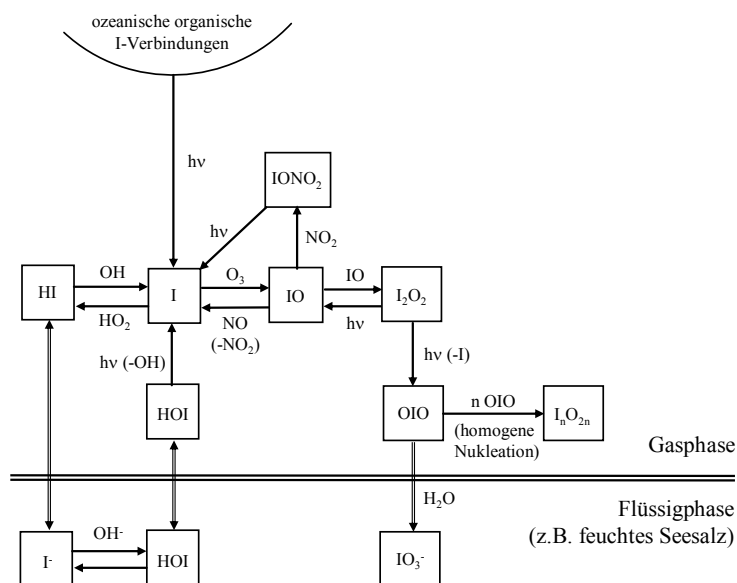 ozeanische organische
I-Verbindungen
hν
IONO₂
hν
NO₂
OH
O₃
IO
HI
I
IO
I₂O₂
HO₂
NO
(-NO₂)
hν
hν (-OH)
hν (-I)
HOI
OIO
n OIO
(homogene
Nukleation)
IₙO₂ₙ
Gasphase
H₂O
Flüssigphase
(z.B. feuchtes Seesalz)
OH⁻
I⁻
HOI
IO₃⁻